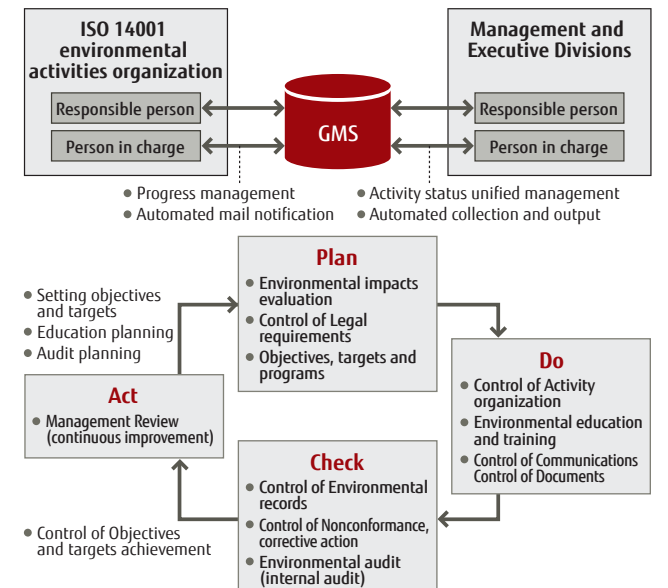 ISO 14001
environmental
activities organization
Responsible person
Person in charge
GMS
Management and
Executive Divisions
Responsible person
Person in charge
● Progress management
● Automated mail notification
● Activity status unified management
● Automated collection and output
Plan
● Environmental impacts
evaluation
● Control of Legal
requirements
● Objectives, targets and
programs
● Setting objectives
and targets
● Education planning
● Audit planning
Do
● Control of Activity
organization
● Environmental education
and training
● Control of Communications
Control of Documents
Act
● Management Review
(continuous improvement)
Check
● Control of Environmental
records
● Control of Nonconformance,
corrective action
● Environmental audit
(internal audit)
● Control of Objectives
and targets achievement